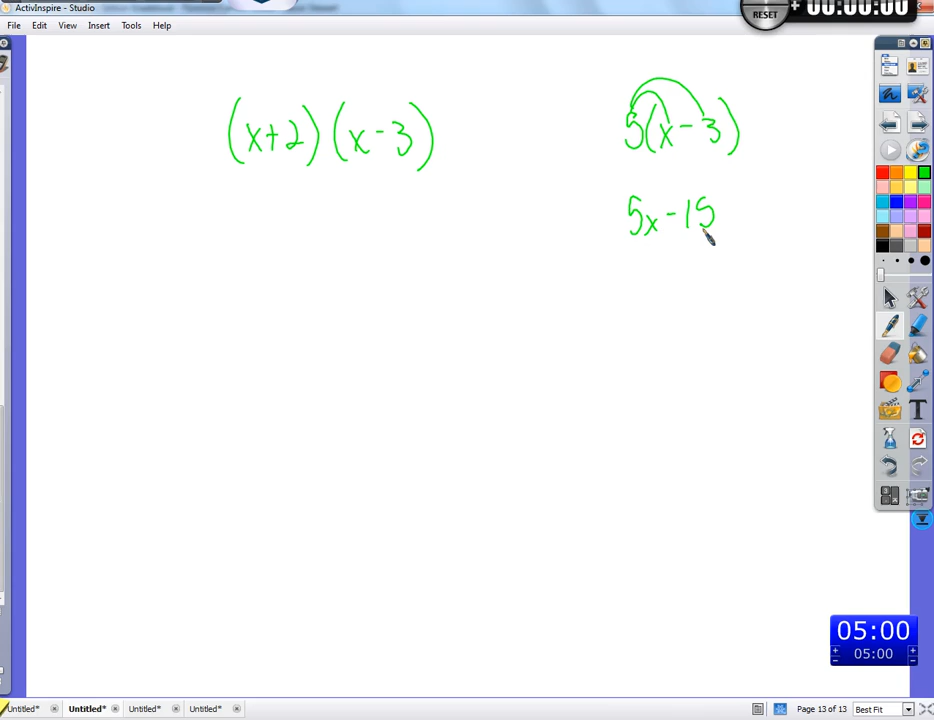 ActivInspire - Studio
RESET
00:00:00
File Edit View Insert Tools Help
(x+2)(x-3)
5(x-3)
5x-15
05:00
05:00
Untitled* Untitled* Untitled* Untitled*
Page 13 of 13 Best Fit